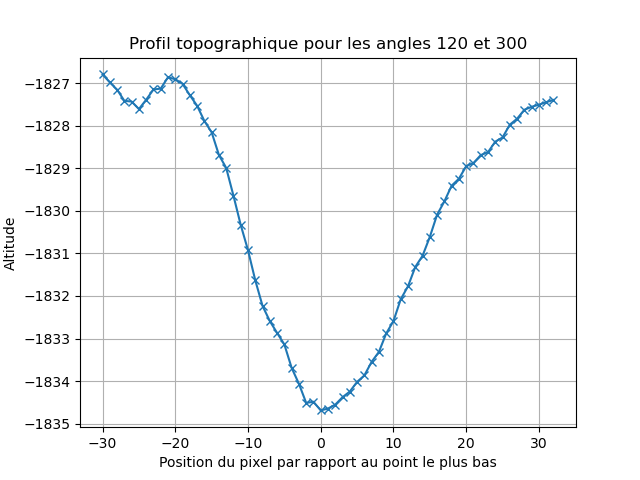 Profil topographique pour les angles 120 et 300
Altitude
−1827
−1828
−1829
−1830
−1831
−1832
−1833
−1834
−1835
−30 −20 −10 0 10 20 30
Position du pixel par rapport au point le plus bas